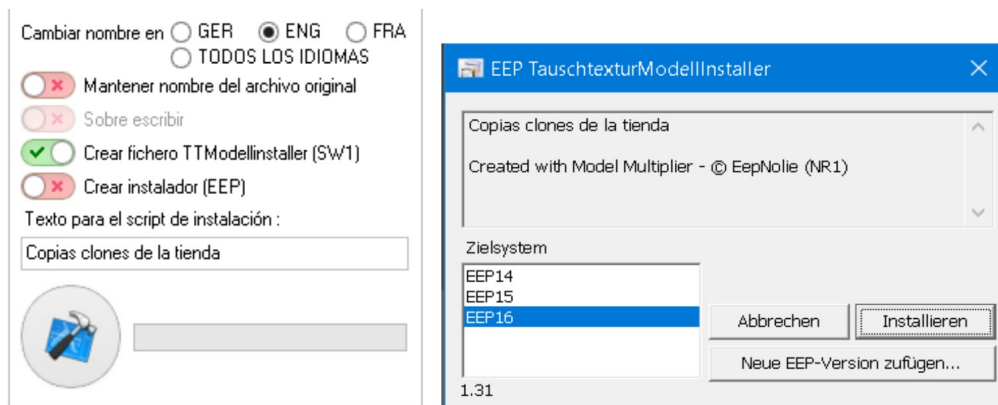 Cambiar nombre en GER ENG FRA
TODOS LOS IDIOMAS
Mantener nombre del archivo original
Sobre escribir
Crear fichero TTModellinstaller (SW1)
Crear instalador (EEP)
Texto para el script de instalación :
Copias clones de la tienda
EEP TauschtexturModellInstaller
Copias clones de la tienda
Created with Model Multiplier - © EepNolie (NR1)
Zielsystem
EEP14
EEP15
EEP16
Abbrechen Installieren
Neue EEP-Version zufügen...
1.31